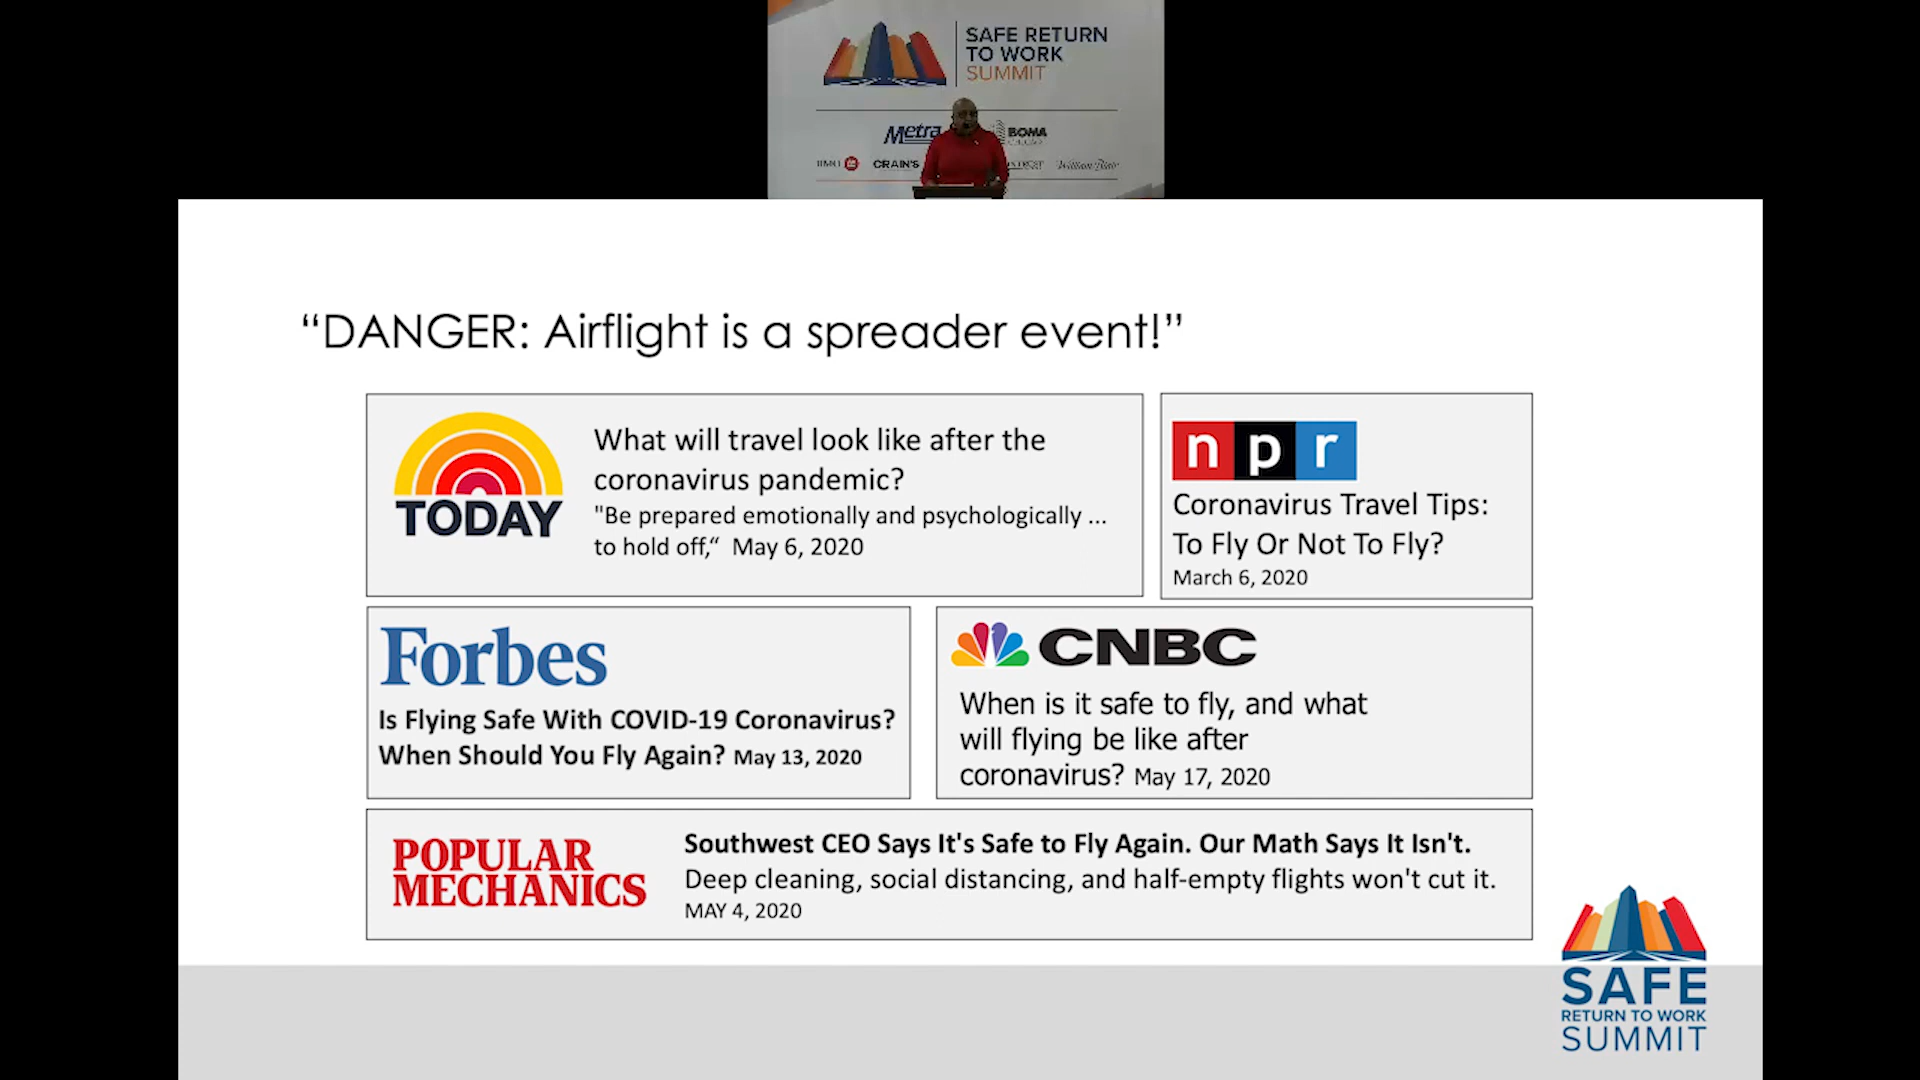 SAFE RETURN
TO WORK
SUMMIT
Metra
BOMA
CRAIN'S
William Blair
“DANGER: Airflight is a spreader event!”
TODAY
What will travel look like after the
coronavirus pandemic?
"Be prepared emotionally and psychologically ...
to hold off,“ May 6, 2020
npr
Coronavirus Travel Tips:
To Fly Or Not To Fly?
March 6, 2020
Forbes
Is Flying Safe With COVID-19 Coronavirus?
When Should You Fly Again? May 13, 2020
CNBC
When is it safe to fly, and what
will flying be like after
coronavirus? May 17, 2020
POPULAR
MECHANICS
Southwest CEO Says It's Safe to Fly Again. Our Math Says It Isn't.
Deep cleaning, social distancing, and half-empty flights won't cut it.
MAY 4, 2020
SAFE
RETURN TO WORK
SUMMIT